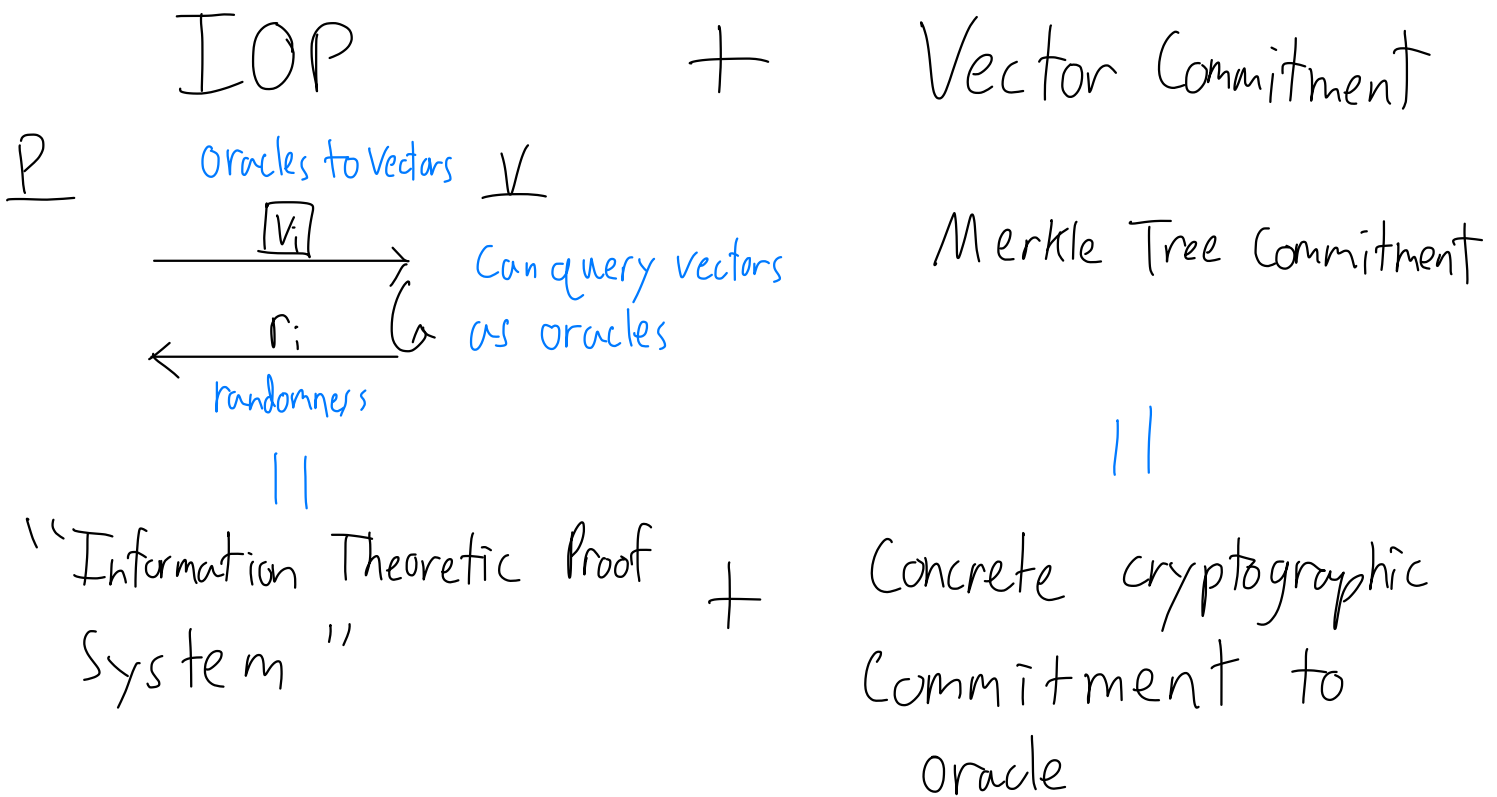 IOP + Vector Commitment
P oracles to vectors V
Vᵢ
Can query vectors
as oracles
rᵢ
randomness
Merkle Tree Commitment
|| ||
"Information Theoretic Proof
System"
+
Concrete cryptographic
Commitment to
oracle